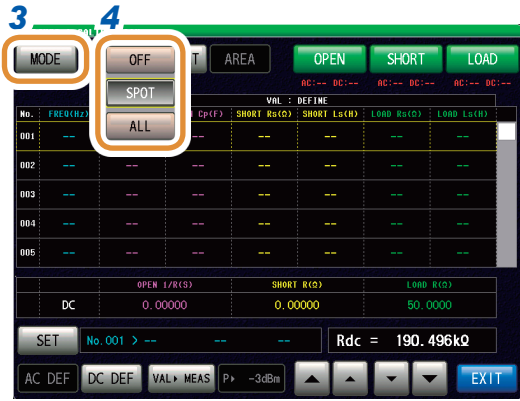 3 4
MODE OFF T AREA OPEN SHORT LOAD
SPOT AC:-- DC:-- AC:-- DC:-- AC:-- DC:--
ALL VAL : DEFINE
No. FREQ(Hz) Cp(F) SHORT Rs(Ω) SHORT Ls(H) LOAD Rs(Ω) LOAD Ls(H)
001 -- -- -- -- -- -- --
002 -- -- -- -- -- -- --
003 -- -- -- -- -- -- --
004 -- -- -- -- -- -- --
005 -- -- -- -- -- -- --
OPEN 1/R(S) SHORT R(Ω) LOAD R(Ω)
DC 0.00000 0.00000 50.0000
SET No.001 > -- -- -- Rdc = 190.496kΩ
AC DEF DC DEF VAL▶ MEAS P▶ -3dBm ▲ ▲ ▼ ▼ EXIT